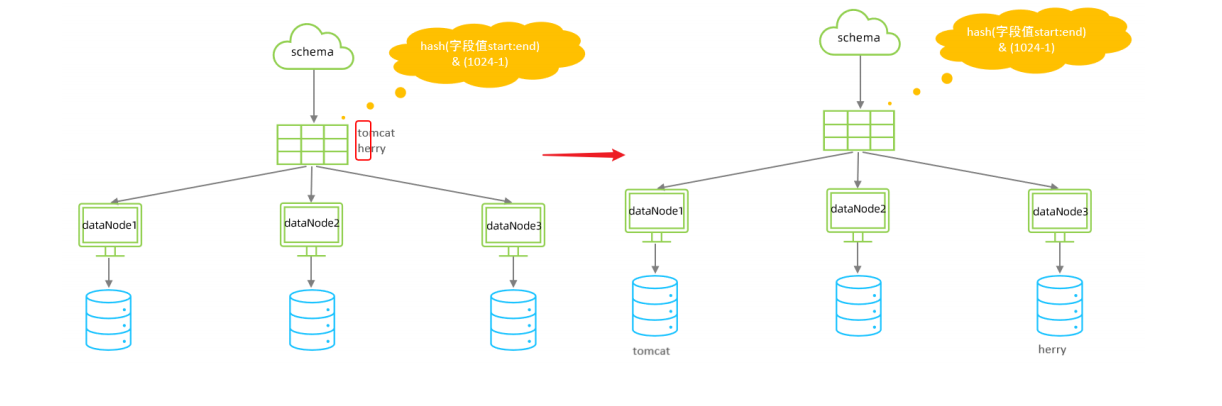 schema
hash(字段值start:end)
& (1024-1)
tomcat
herry
dataNode1
dataNode2
dataNode3
schema
hash(字段值start:end)
& (1024-1)
dataNode1
dataNode2
dataNode3
tomcat
herry